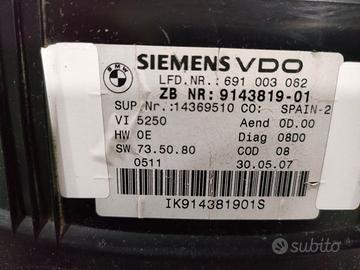 BMW
SIEMENS VDO
LFD.NR.: 691 003 062
ZB NR: 9143819-01
SUP Nr.:14369510 CO: SPAIN-2
VI 5250 Aend 0D.00
HW 0E Diag 08D0
SW 73.50.80 COD 08
0511 30.05.07
IK914381901S
subito